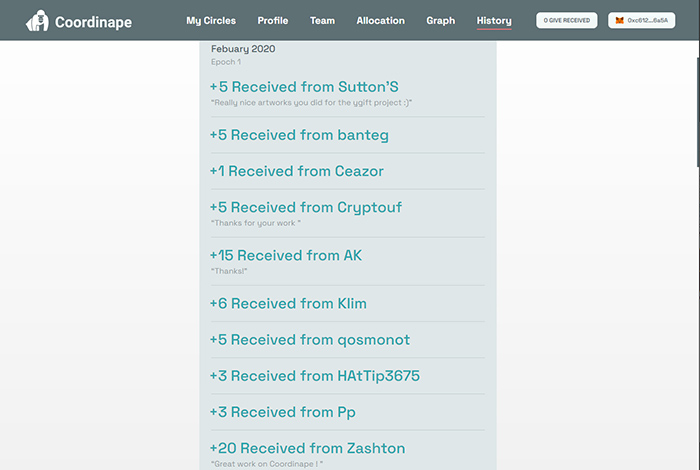 Coordinape
My Circles
Profile
Team
Allocation
Graph
History
0 GIVE RECEIVED
0xc612...6a5A
Febuary 2020
Epoch 1
+5 Received from Sutton'S
"Really nice artworks you did for the ygift project :)"
+5 Received from banteg
+1 Received from Ceazor
+5 Received from Cryptouf
"Thanks for your work "
+15 Received from AK
"Thanks!"
+6 Received from Klim
+5 Received from qosmonot
+3 Received from HAtTip3675
+3 Received from Pp
+20 Received from Zashton
"Great work on Coordinape ! "